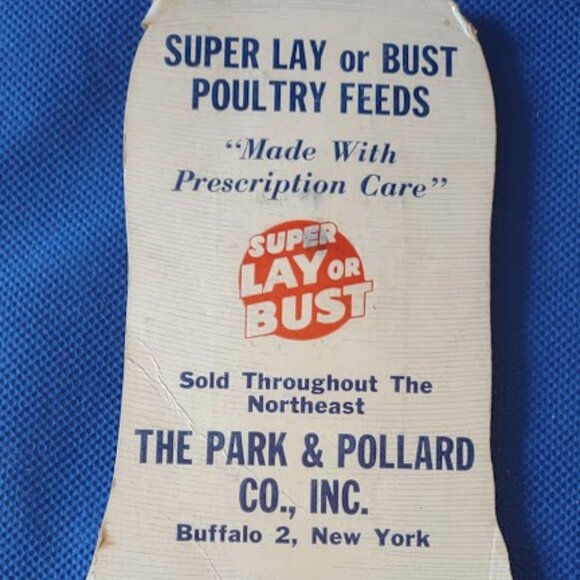 SUPER LAY or BUST
POULTRY FEEDS
"Made With
Prescription Care"
SUPER
LAY OR
BUST
Sold Throughout The
Northeast
THE PARK & POLLARD
CO., INC.
Buffalo 2, New York